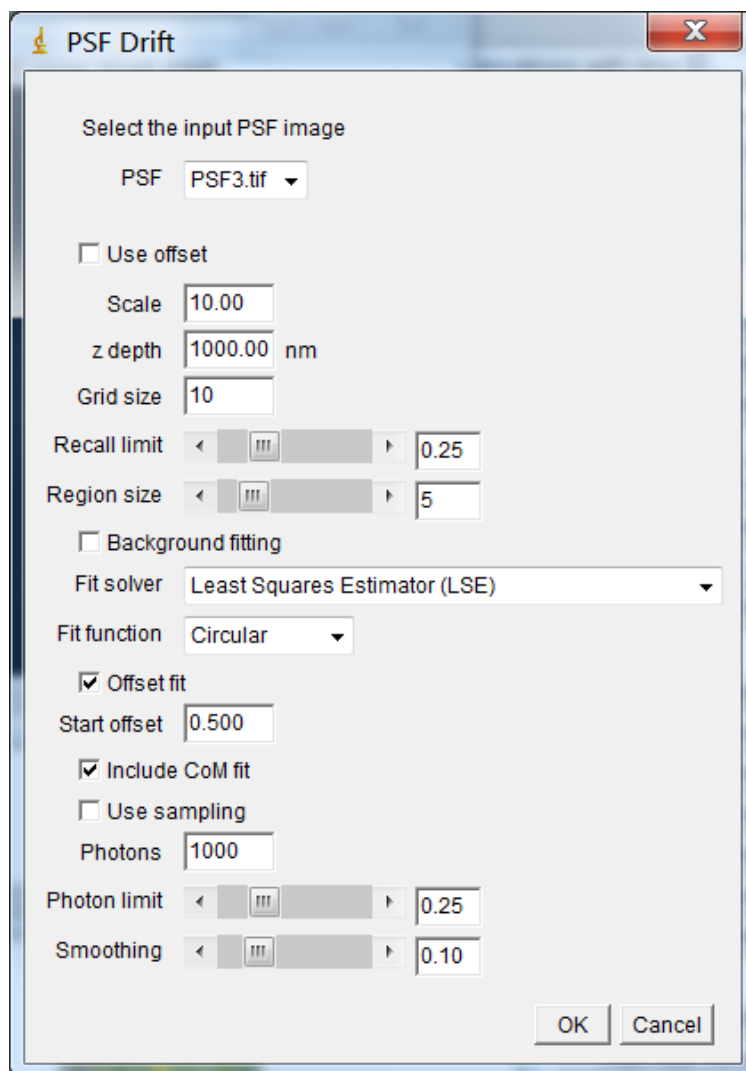 PSF Drift
Select the input PSF image
PSF PSF3.tif
Use offset
Scale 10.00
z depth 1000.00 nm
Grid size 10
Recall limit 0.25
Region size 5
Background fitting
Fit solver Least Squares Estimator (LSE)
Fit function Circular
Offset fit
Start offset 0.500
Include CoM fit
Use sampling
Photons 1000
Photon limit 0.25
Smoothing 0.10
OK Cancel